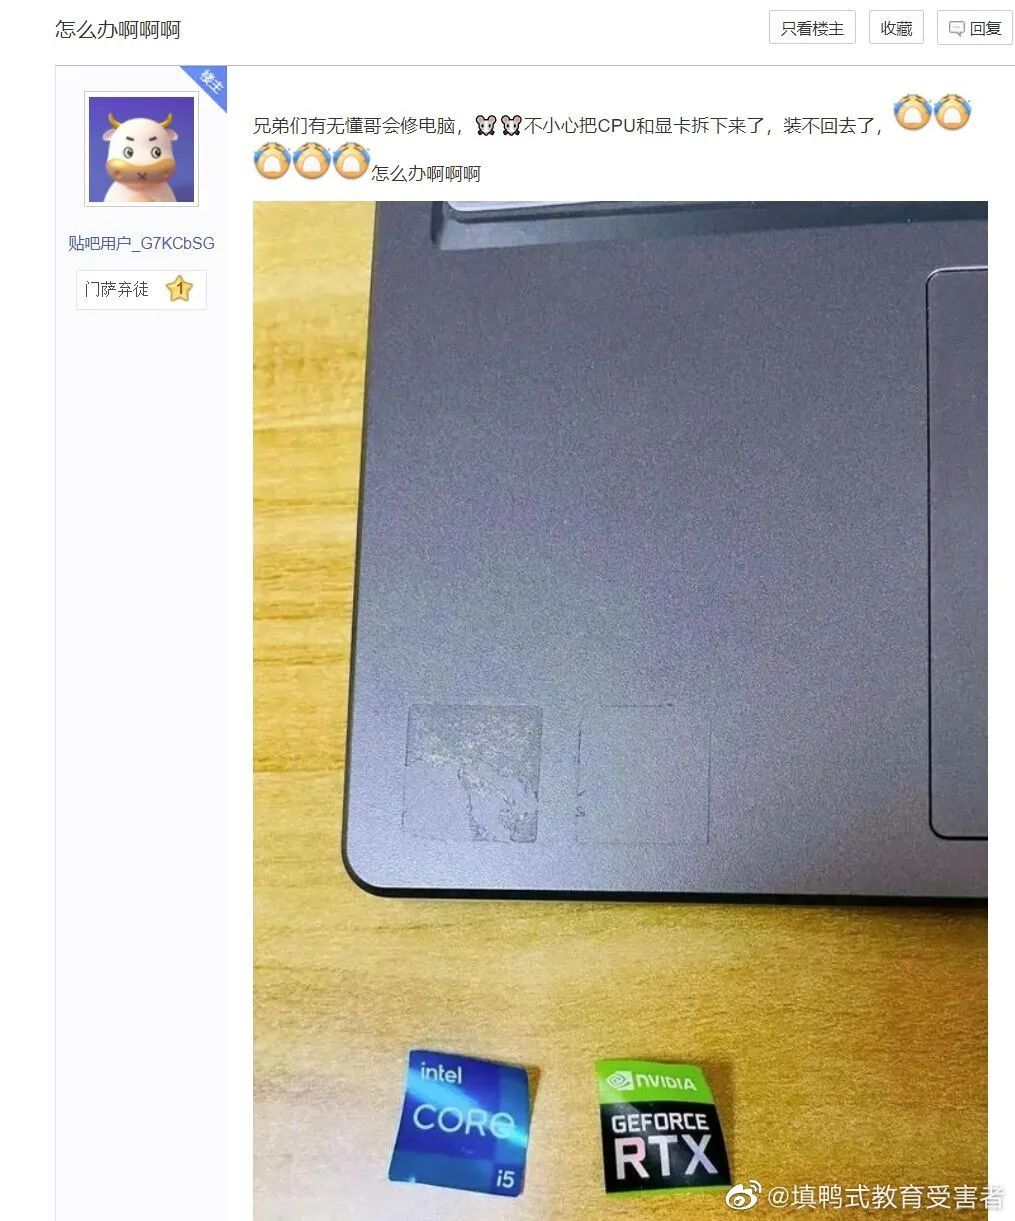 怎么办啊啊啊
只看楼主
收藏
回复
楼主
兄弟们有无懂哥会修电脑，🐭🐭不小心把CPU和显卡拆下来了，装不回去了，😭😭
😭😭😭怎么办啊啊啊
贴吧用户_G7KCbSG
门萨弃徒 1
intel
CORE
i5
NVIDIA
GEFORCE
RTX
@填鸭式教育受害者